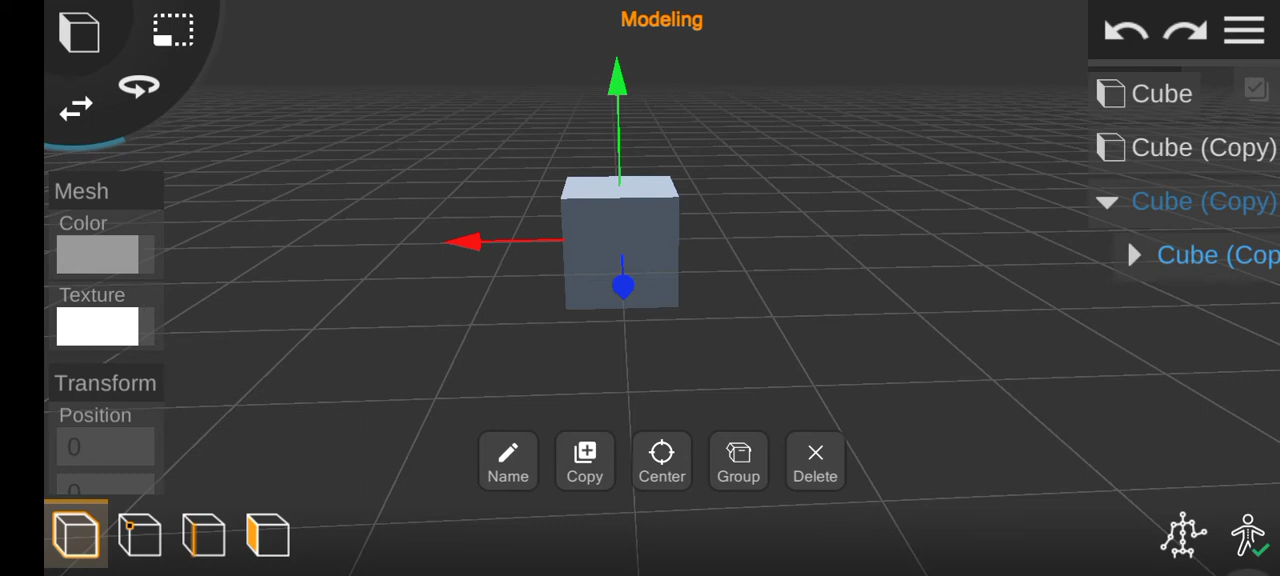 Modeling
Cube
Cube (Copy)
Cube (Copy)
Cube (Cop
Mesh
Color
Texture
Transform
Position
0
0
Name
Copy
Center
Group
Delete